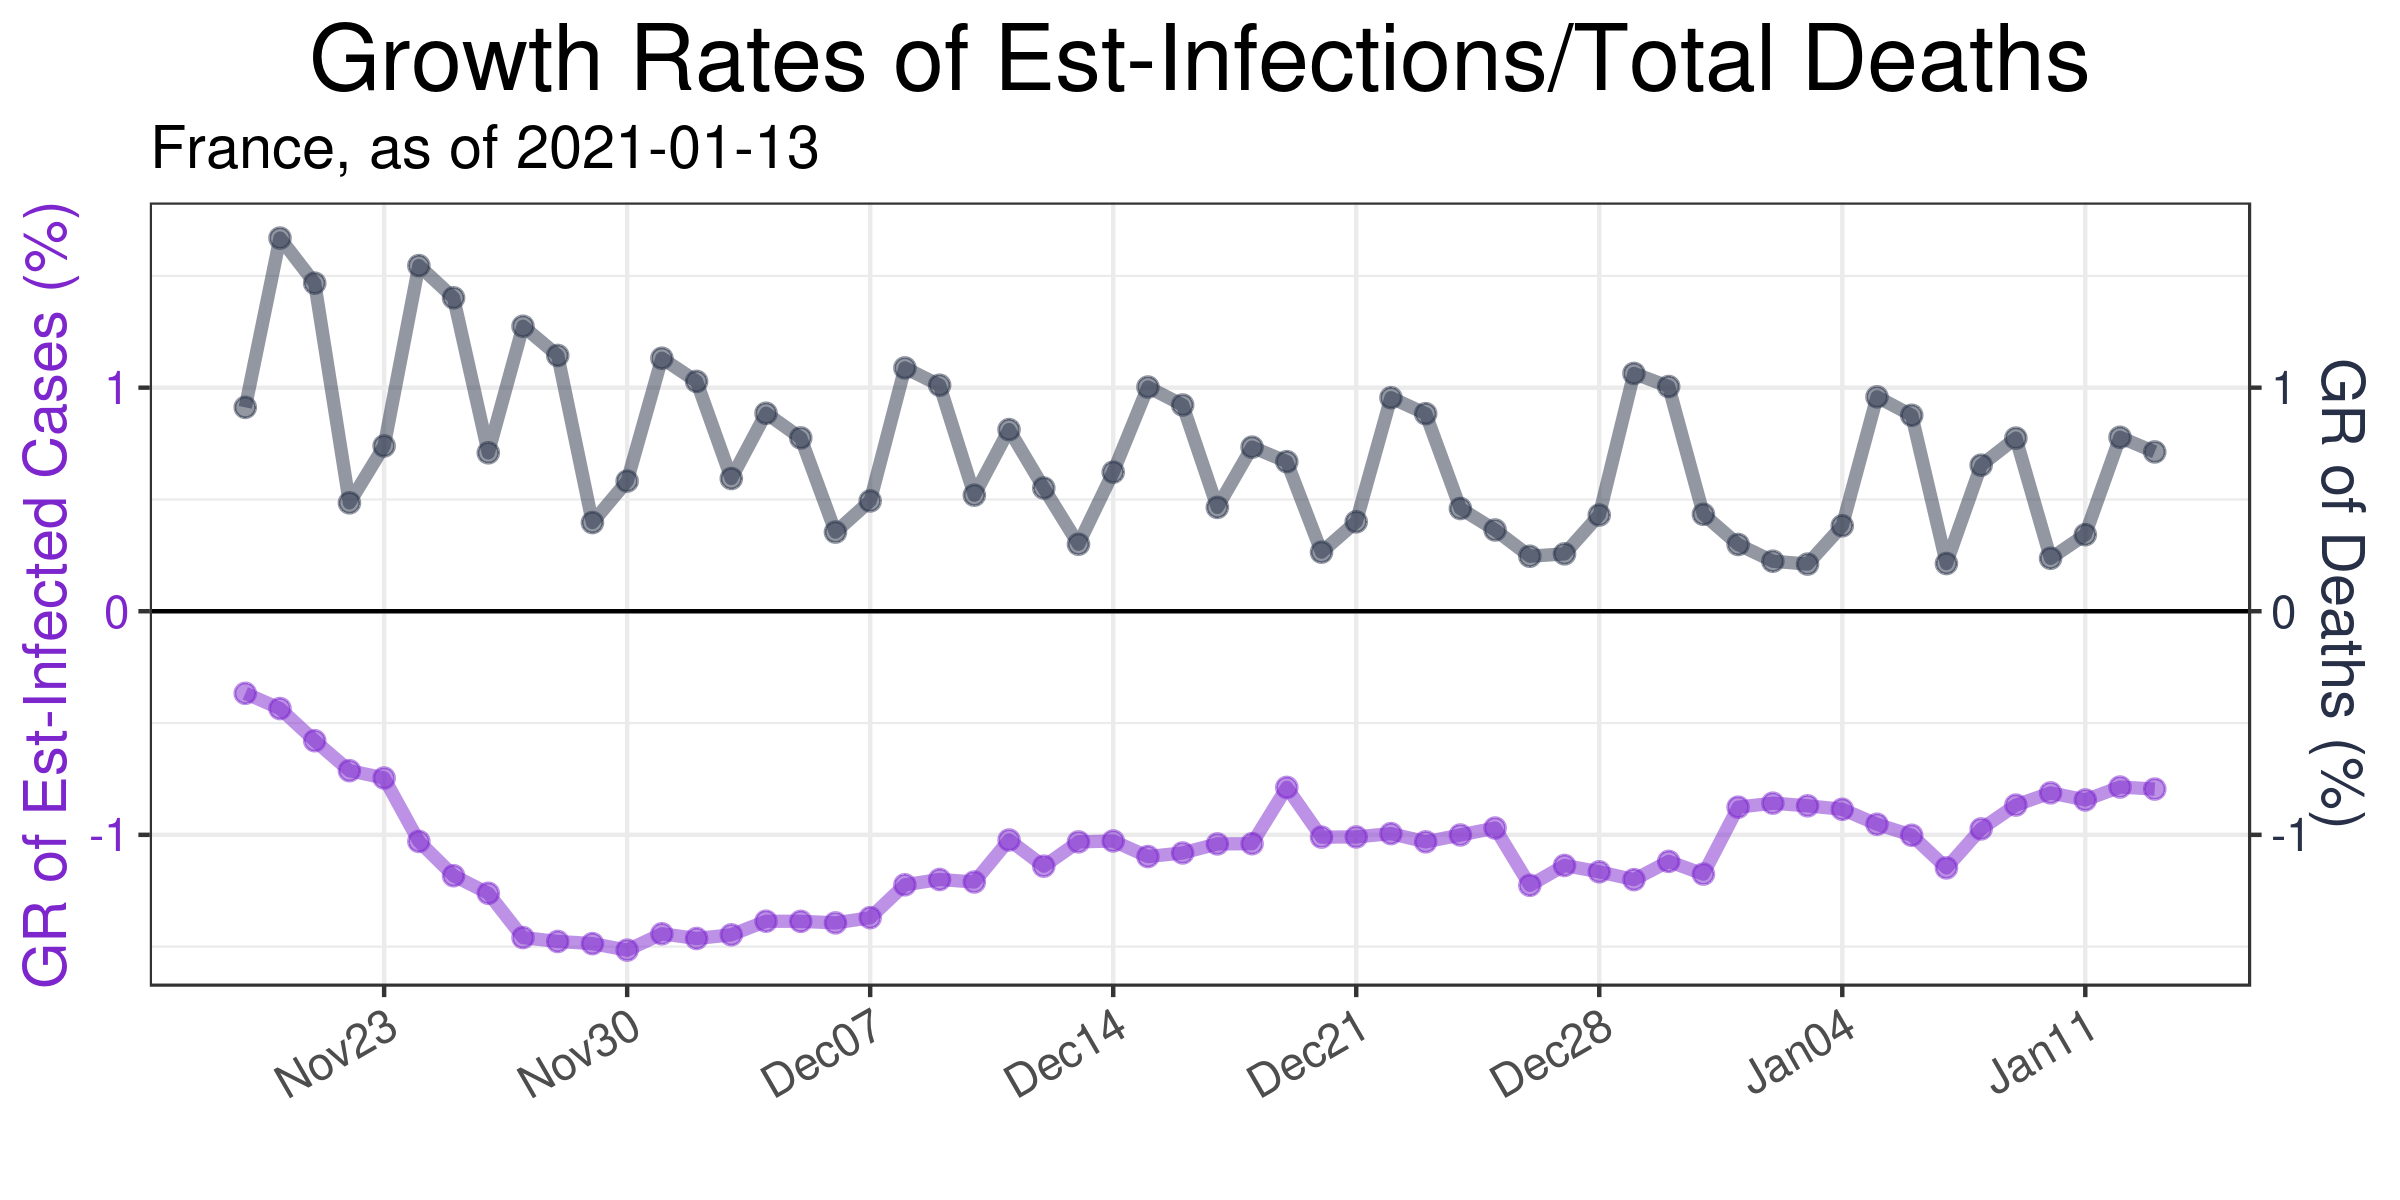 Growth Rates of Est-Infections/Total Deaths
France, as of 2021-01-13
GR of Est-Infected Cases (%)
1
0
-1
1
0
-1
GR of Deaths (%)
Nov23
Nov30
Dec07
Dec14
Dec21
Dec28
Jan04
Jan11